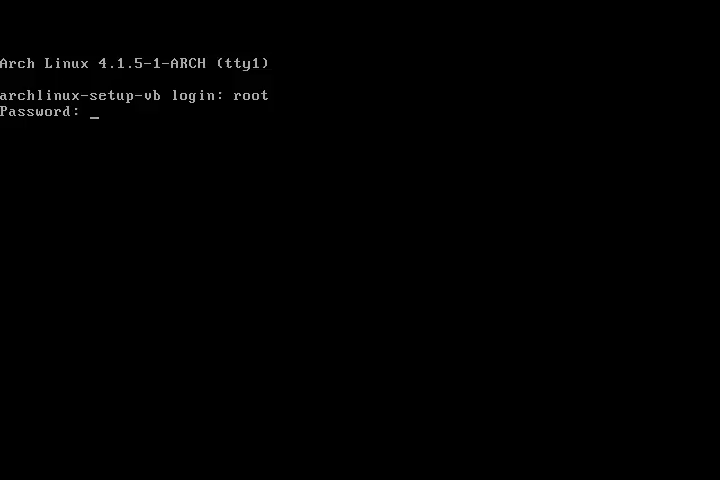 Arch Linux 4.1.5-1-ARCH (tty1)
archlinux-setup-vb login: root
Password: _